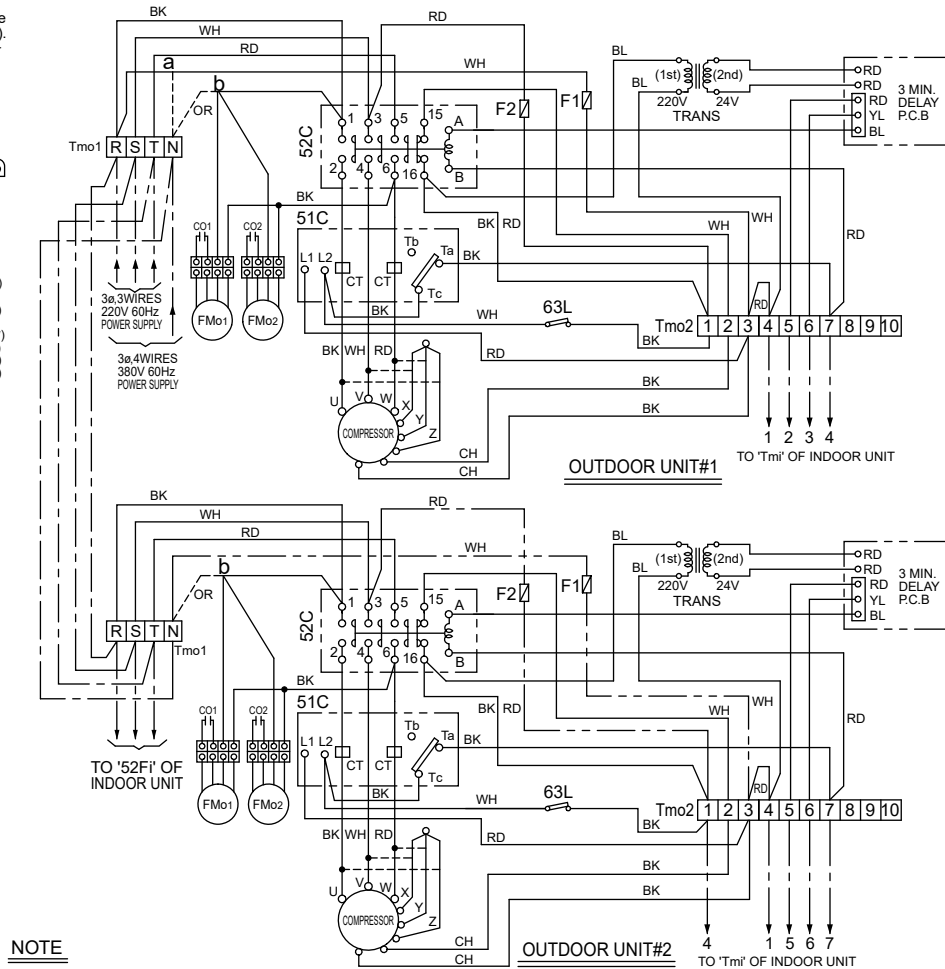 BK
RD
WH
RD
a
WH
BL
BL
(1st)
(2nd)
220V
24V
TRANS
RD
RD
RD
YL
BL
3 MIN.
DELAY
P.C.B
b
OR
F2
F1
Tmo1 R S T N
52C
1 3 5 15
2 4 6 16
A
B
BK
51C
CO1
CO2
L1 L2
CT CT
Tb
Ta
Tc
BK
BK
BK RD
WH
WH
RD
FMo1
FMo2
3ø,3WIRES
220V 60Hz
POWER SUPPLY
3ø,4WIRES
380V 60Hz
POWER SUPPLY
WH
63L
RD
BK
RD
Tmo2 1 2 3 4 5 6 7 8 9 10
BK WH RD
U V W X Y Z
COMPRESSOR
BK
BK
CH
CH
1 2 3 4
TO 'Tmi' OF INDOOR UNIT
OUTDOOR UNIT#1
BK
WH
RD
RD
WH
BL
BL
(1st)
(2nd)
220V
24V
TRANS
RD
RD
RD
YL
BL
3 MIN.
DELAY
P.C.B
b
OR
F2
F1
R S T N
Tmo1
52C
1 3 5 15
2 4 6 16
A
B
BK
51C
CO1
CO2
L1 L2
CT CT
Tb
Ta
Tc
BK
BK
BK RD
WH
WH
RD
TO '52Fi' OF
INDOOR UNIT
FMo1
FMo2
WH
63L
RD
BK
RD
Tmo2 1 2 3 4 5 6 7 8 9 10
BK WH RD
U V W X Y Z
COMPRESSOR
BK
BK
CH
CH
4 1 5 6 7
TO 'Tmi' OF INDOOR UNIT
OUTDOOR UNIT#2
NOTE